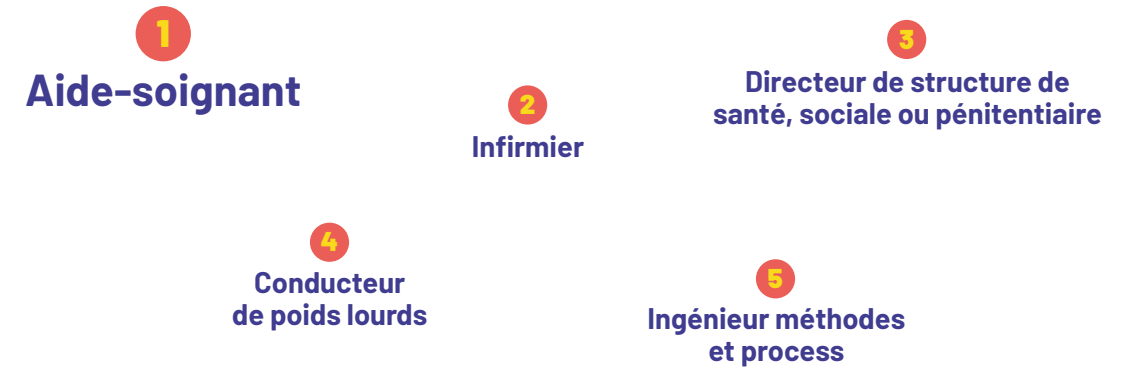 1
Aide-soignant
2
Infirmier
3
Directeur de structure de
santé, sociale ou pénitentiaire
4
Conducteur
de poids lourds
5
Ingénieur méthodes
et process